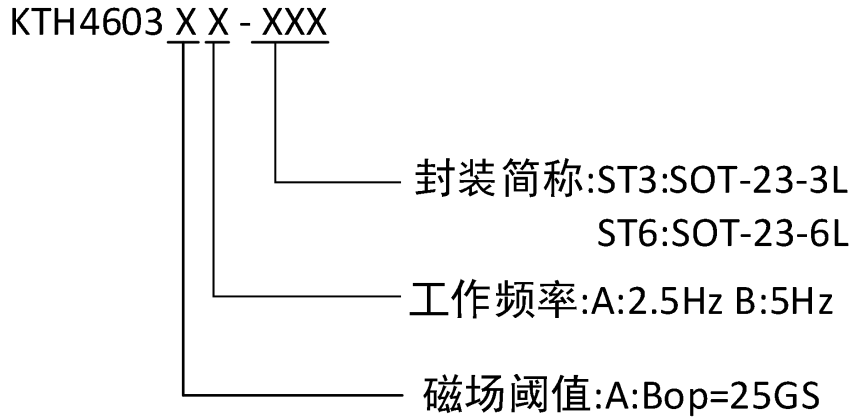 KTH4603 X X - XXX
封装简称:ST3:SOT-23-3L
ST6:SOT-23-6L
工作频率:A:2.5Hz B:5Hz
磁场阈值:A:Bop=25GS